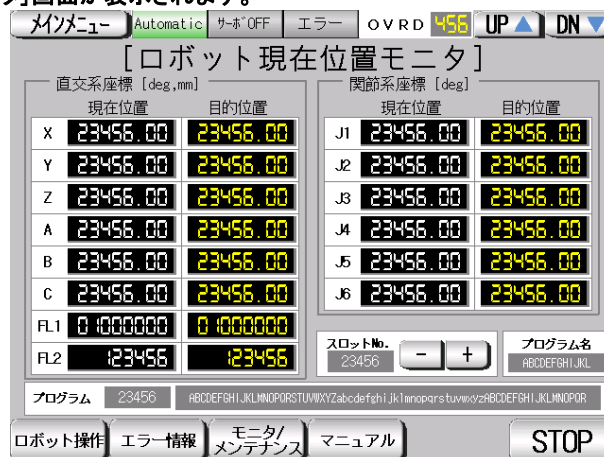 タ]画面が表示されます。
メインメニュー Automatic サーボOFF エラー OVRD 456 UP DN
[ロボット現在位置モニタ]
直交系座標 [deg,mm] 関節系座標 [deg]
現在位置 目的位置 現在位置 目的位置
X 23456.00 23456.00 J1 23456.00 23456.00
Y 23456.00 23456.00 J2 23456.00 23456.00
Z 23456.00 23456.00 J3 23456.00 23456.00
A 23456.00 23456.00 J4 23456.00 23456.00
B 23456.00 23456.00 J5 23456.00 23456.00
C 23456.00 23456.00 J6 23456.00 23456.00
FL1 01000000 01000000
FL2 123456 123456
スロットNo. プログラム名
23456 - + ABCDEFGHIJKL
プログラム 23456 ABCDEFGHIJKLMNOPQRSTUVWXYZabcdefghijklmnopqrstuvwxyzABCDEFGHIJKLMNOPQR
ロボット操作 エラー情報 モニタ/ マニュアル STOP
メンテナンス